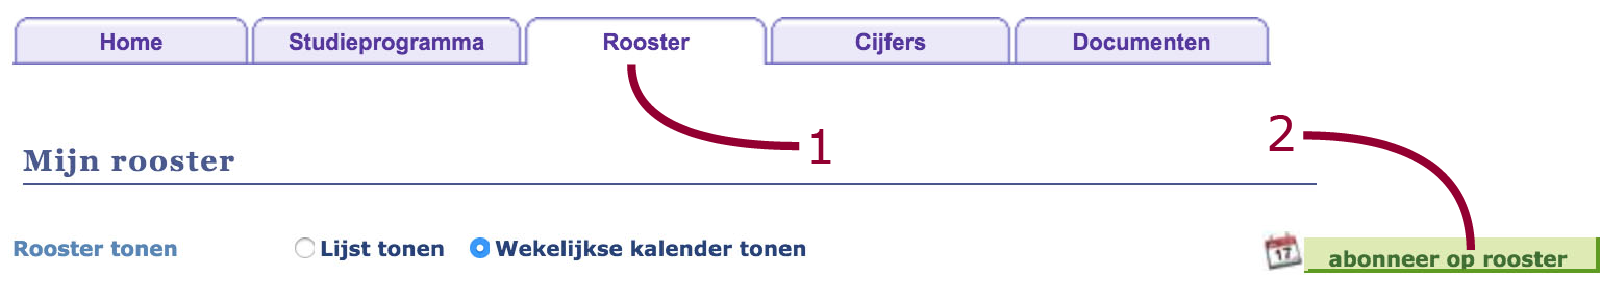 Home Studieprogramma Rooster Cijfers Documenten
1
2
Mijn rooster
Rooster tonen Lijst tonen Wekelijkse kalender tonen
17 abonneer op rooster